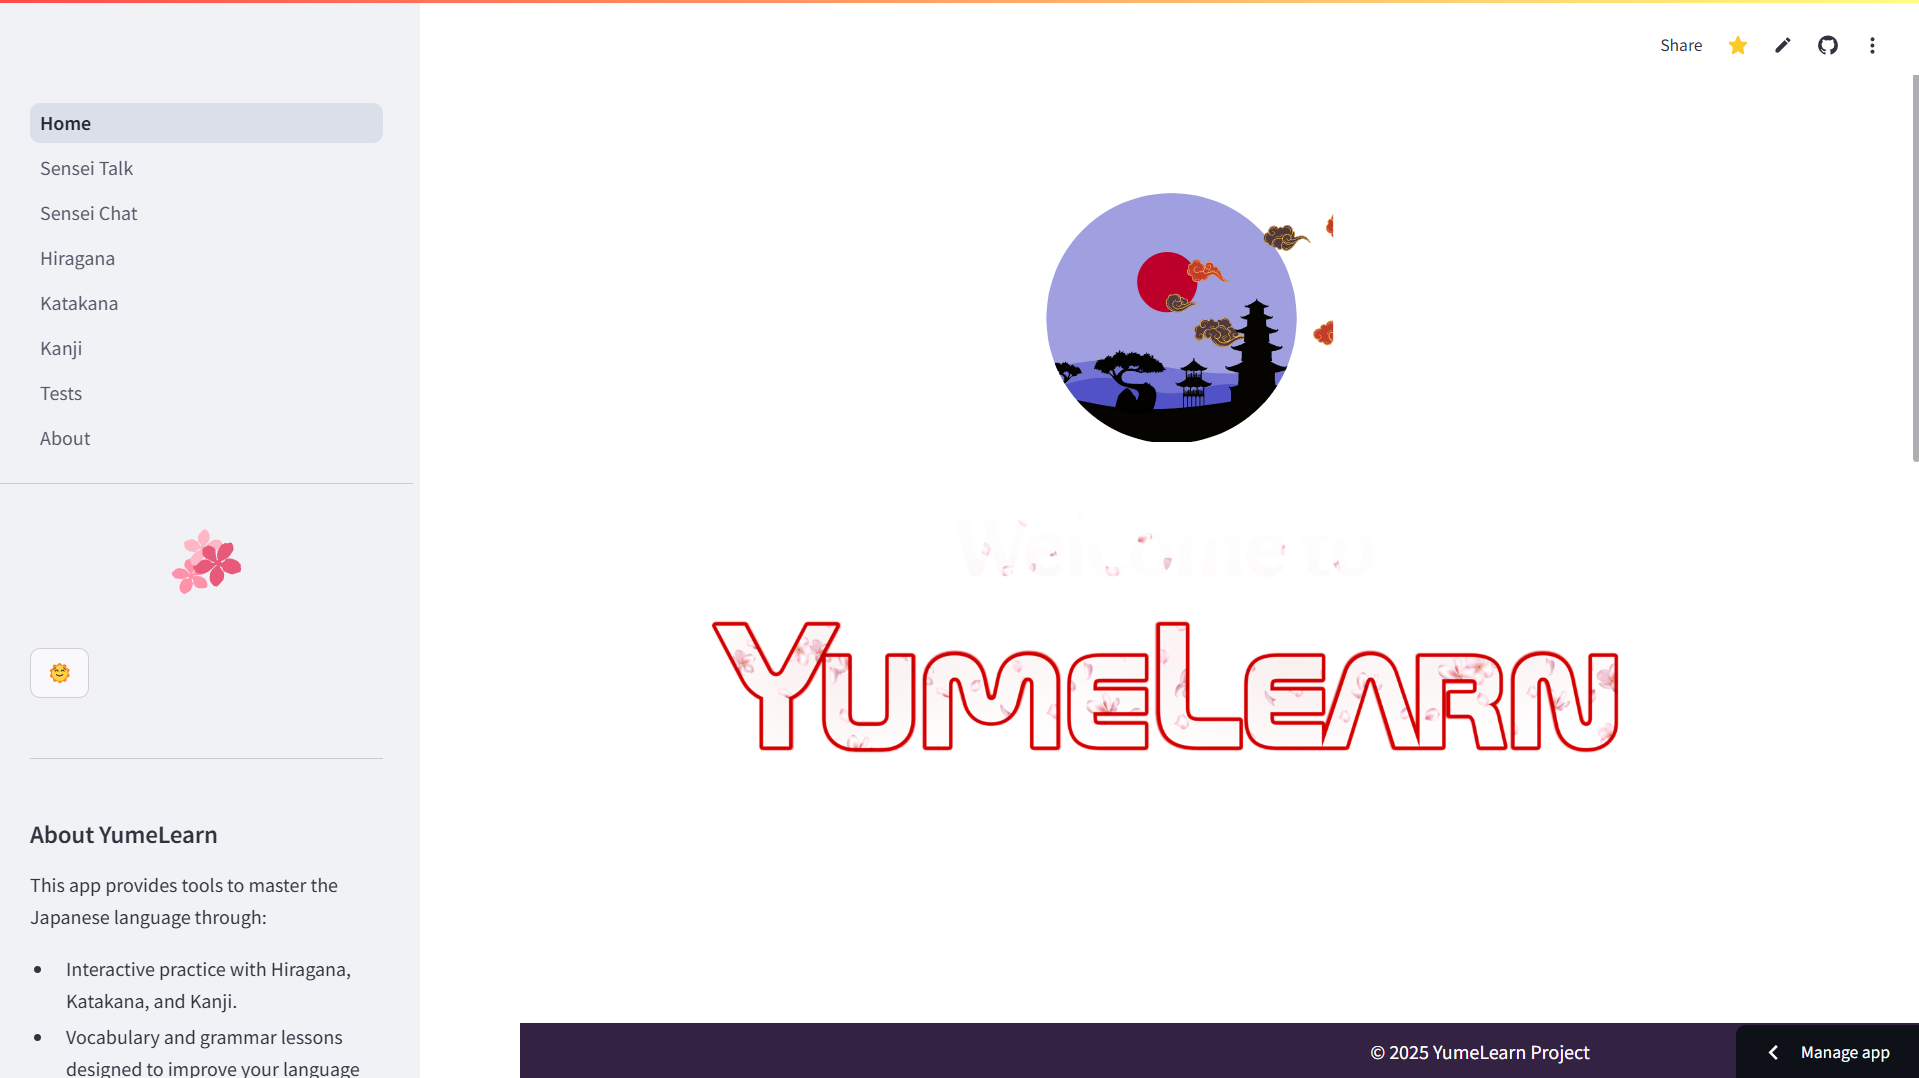 Share
Home
Sensei Talk
Sensei Chat
Hiragana
Katakana
Kanji
Tests
About
Welcome to
YUMELEARN
About YumeLearn
This app provides tools to master the
Japanese language through:
Interactive practice with Hiragana,
Katakana, and Kanji.
Vocabulary and grammar lessons
designed to improve your language
© 2025 YumeLearn Project
Manage app